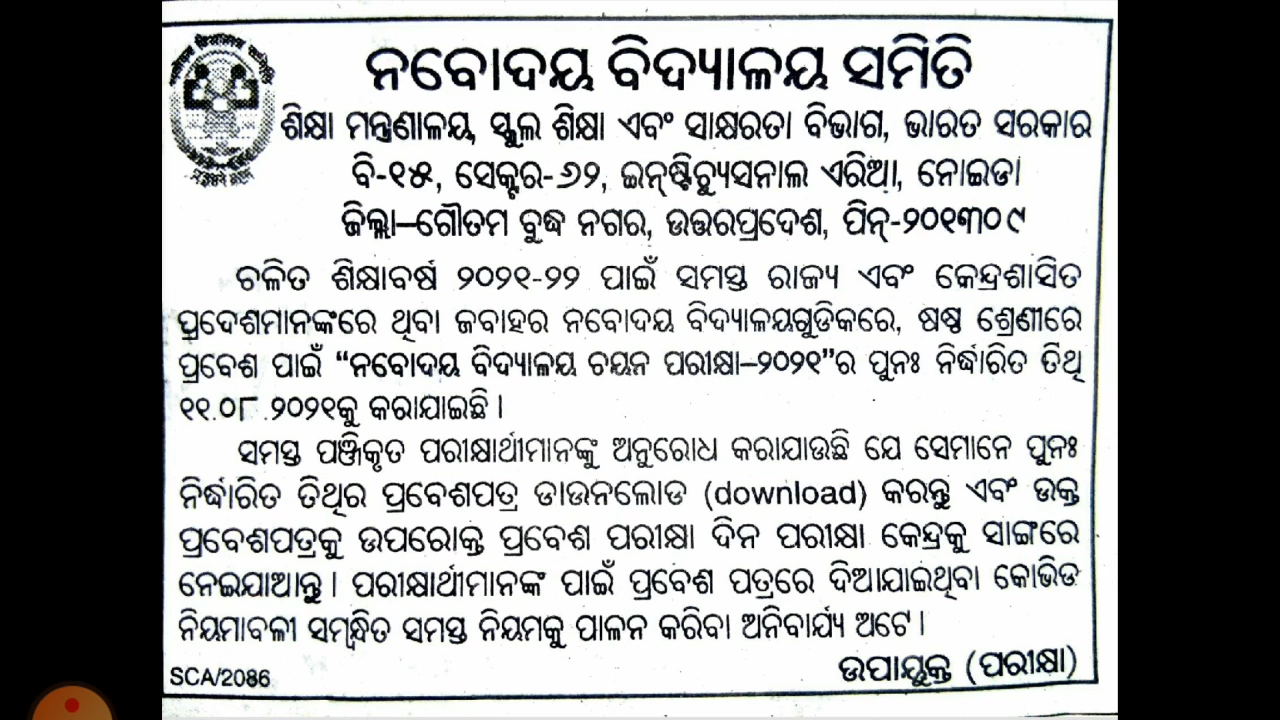 ନବୋଦୟ ବିଦ୍ୟାଳୟ ସମିତି
ଶିକ୍ଷା ମନ୍ତ୍ରଣାଳୟ, ସ୍କୁଲ ଶିକ୍ଷା ଏବଂ ସାକ୍ଷରତା ବିଭାଗ, ଭାରତ ସରକାର
ବି-୧୫, ସେକ୍ଟର-୬୨, ଇନ୍‌ଷ୍ଟିଚ୍ୟୁସନାଲ ଏରିଆ, ନୋଇଡା
ଜିଲ୍ଲା–ଗୌତମ ବୁଦ୍ଧ ନଗର, ଉତ୍ତରପ୍ରଦେଶ, ପିନ୍-୨୦୧୩୦୯
ଚଳିତ ଶିକ୍ଷାବର୍ଷ ୨୦୨୧-୨୨ ପାଇଁ ସମସ୍ତ ରାଜ୍ୟ ଏବଂ କେନ୍ଦ୍ରଶାସିତ
ପ୍ରଦେଶମାନଙ୍କରେ ଥିବା ଜବାହର ନବୋଦୟ ବିଦ୍ୟାଳୟଗୁଡିକରେ, ଷଷ୍ଠ ଶ୍ରେଣୀରେ
ପ୍ରବେଶ ପାଇଁ “ନବୋଦୟ ବିଦ୍ୟାଳୟ ଚୟନ ପରୀକ୍ଷା–୨୦୨୧”ର ପୁନଃ ନିର୍ଦ୍ଧାରିତ ତିଥି
୧୧.୦୮.୨୦୨୧କୁ କରାଯାଇଛି।
ସମସ୍ତ ପଞ୍ଜିକୃତ ପରୀକ୍ଷାର୍ଥୀମାନଙ୍କୁ ଅନୁରୋଧ କରାଯାଉଛି ଯେ ସେମାନେ ପୁନଃ
ନିର୍ଦ୍ଧାରିତ ତିଥିର ପ୍ରବେଶପତ୍ର ଡାଉନଲୋଡ (download) କରନ୍ତୁ ଏବଂ ଉକ୍ତ
ପ୍ରବେଶପତ୍ରକୁ ଉପରୋକ୍ତ ପ୍ରବେଶ ପରୀକ୍ଷା ଦିନ ପରୀକ୍ଷା କେନ୍ଦ୍ରକୁ ସାଙ୍ଗରେ
ନେଇଯାଆନ୍ତୁ। ପରୀକ୍ଷାର୍ଥୀମାନଙ୍କ ପାଇଁ ପ୍ରବେଶ ପତ୍ରରେ ଦିଆଯାଇଥିବା କୋଭିଡ
ନିୟମାବଳୀ ସମ୍ବନ୍ଧିତ ସମସ୍ତ ନିୟମକୁ ପାଳନ କରିବା ଅନିବାର୍ଯ୍ୟ ଅଟେ।
ଉପାୟୁକ୍ତ (ପରୀକ୍ଷା)
SCA/2086